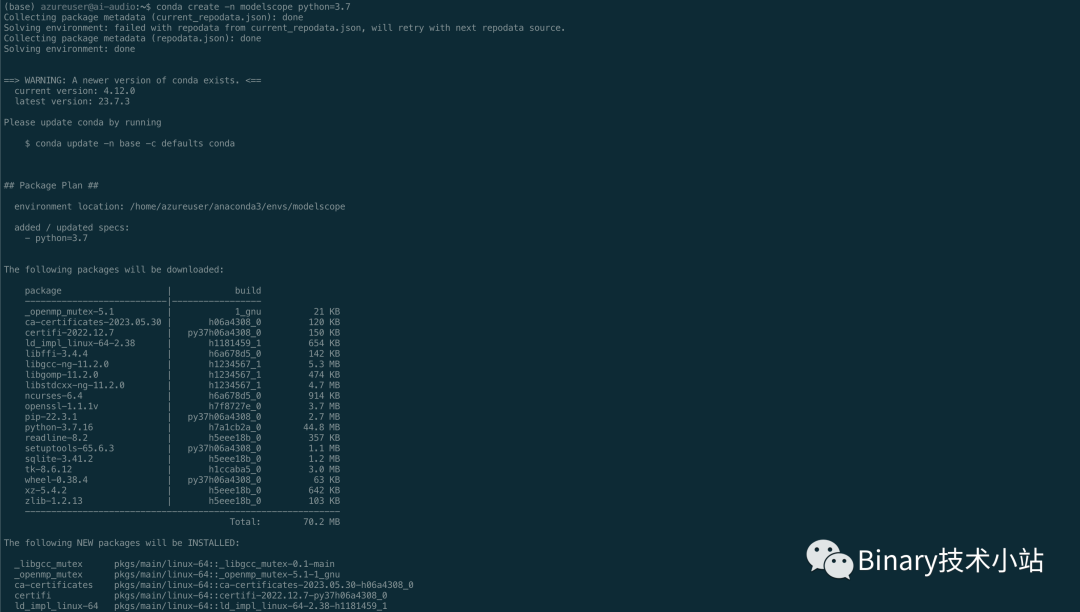 (base) azureuser@ai-audio:~$ conda create -n modelscope python=3.7
Collecting package metadata (current_repodata.json): done
Solving environment: failed with repodata from current_repodata.json, will retry with next repodata source.
Collecting package metadata (repodata.json): done
Solving environment: done
==> WARNING: A newer version of conda exists. <==
current version: 4.12.0
latest version: 23.7.3
Please update conda by running
$ conda update -n base -c defaults conda
## Package Plan ##
environment location: /home/azureuser/anaconda3/envs/modelscope
added / updated specs:
- python=3.7
The following packages will be downloaded:
package | build
---------------------------|-----------------
_openmp_mutex-5.1 | 1_gnu 21 KB
ca-certificates-2023.05.30 | h06a4308_0 120 KB
certifi-2022.12.7 | py37h06a4308_0 150 KB
ld_impl_linux-64-2.38 | h1181459_1 654 KB
libffi-3.4.4 | h6a678d5_0 142 KB
libgcc-ng-11.2.0 | h1234567_1 5.3 MB
libgomp-11.2.0 | h1234567_1 474 KB
libstdcxx-ng-11.2.0 | h1234567_1 4.7 MB
ncurses-6.4 | h6a678d5_0 914 KB
openssl-1.1.1v | h7f8727e_0 3.7 MB
pip-22.3.1 | py37h06a4308_0 2.7 MB
python-3.7.16 | h7a1cb2a_0 44.8 MB
readline-8.2 | h5eee18b_0 357 KB
setuptools-65.6.3 | py37h06a4308_0 1.1 MB
sqlite-3.41.2 | h5eee18b_0 1.2 MB
tk-8.6.12 | h1ccaba5_0 3.0 MB
wheel-0.38.4 | py37h06a4308_0 63 KB
xz-5.4.2 | h5eee18b_0 642 KB
zlib-1.2.13 | h5eee18b_0 103 KB
------------------------------------------------------------
Total: 70.2 MB
The following NEW packages will be INSTALLED:
_libgcc_mutex pkgs/main/linux-64::_libgcc_mutex-0.1-main
_openmp_mutex pkgs/main/linux-64::_openmp_mutex-5.1-1_gnu
ca-certificates pkgs/main/linux-64::ca-certificates-2023.05.30-h06a4308_0
certifi pkgs/main/linux-64::certifi-2022.12.7-py37h06a4308_0
ld_impl_linux-64 pkgs/main/linux-64::ld_impl_linux-64-2.38-h1181459_1
Binary技术小站